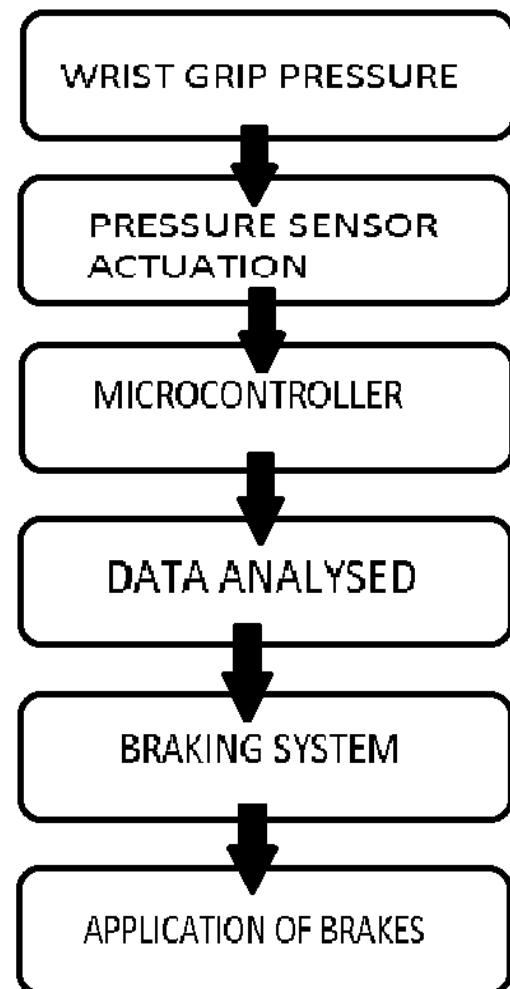 WRIST GRIP PRESSURE
PRESSURE SENSOR
ACTUATION
MICROCONTROLLER
DATA ANALYSED
BRAKING SYSTEM
APPLICATION OF BRAKES